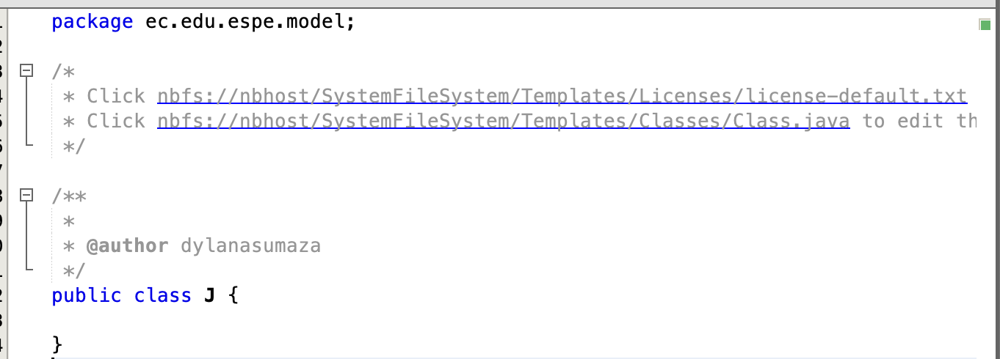 package ec.edu.espe.model;
/*
* Click nbfs://nbhost/SystemFileSystem/Templates/Licenses/license-default.txt
* Click nbfs://nbhost/SystemFileSystem/Templates/Classes/Class.java to edit th
*/
/**
*
* @author dylanasumaza
*/
public class J {
}